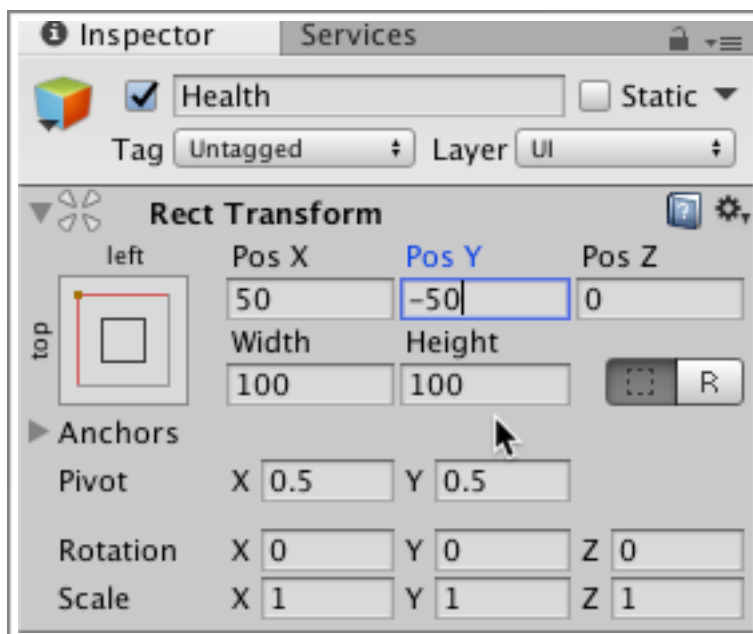 Inspector Services
Health Static
Tag Untagged Layer UI
Rect Transform
left Pos X Pos Y Pos Z
50 -50 0
top
Width Height
100 100 R
Anchors
Pivot X 0.5 Y 0.5
Rotation X 0 Y 0 Z 0
Scale X 1 Y 1 Z 1